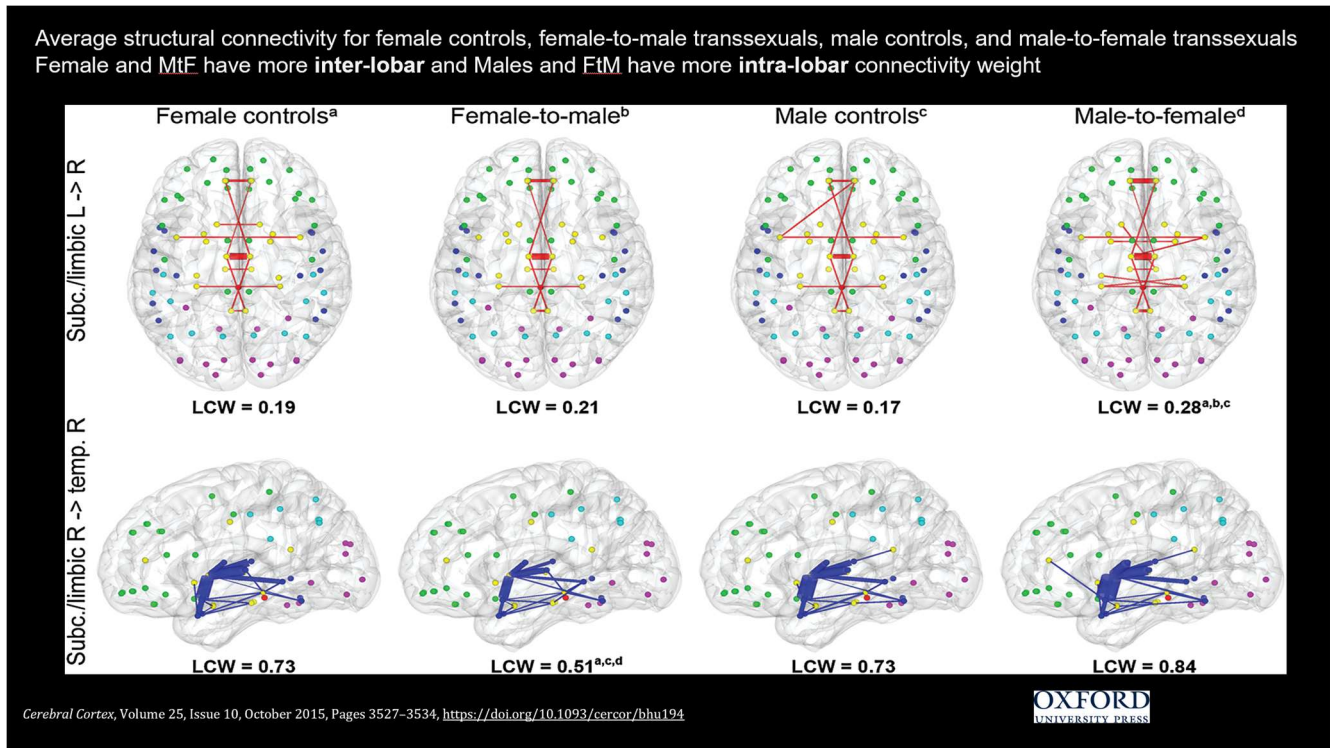 Average structural connectivity for female controls, female-to-male transsexuals, male controls, and male-to-female transsexuals
Female and MtF have more inter-lobar and Males and FtM have more intra-lobar connectivity weight
Female controlsᵃ
Female-to-maleᵇ
Male controlsᶜ
Male-to-femaleᵈ
Subc./limbic L -> R
LCW = 0.19
LCW = 0.21
LCW = 0.17
LCW = 0.28ᵃ,ᵇ,ᶜ
Subc./limbic R -> temp. R
LCW = 0.73
LCW = 0.51ᵃ,ᶜ,ᵈ
LCW = 0.73
LCW = 0.84
Cerebral Cortex, Volume 25, Issue 10, October 2015, Pages 3527–3534, https://doi.org/10.1093/cercor/bhu194
OXFORD
UNIVERSITY PRESS